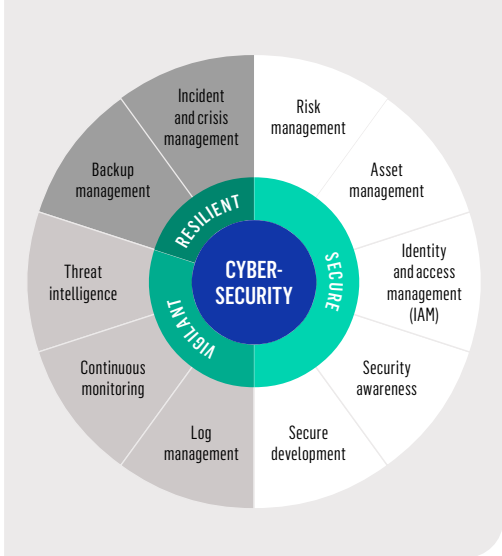 CYBER-
SECURITY
SECURE
Risk
management
Asset
management
Identity
and access
management
(IAM)
Security
awareness
Secure
development
VIGILANT
Log
management
Continuous
monitoring
Threat
intelligence
RESILIENT
Backup
management
Incident
and crisis
management